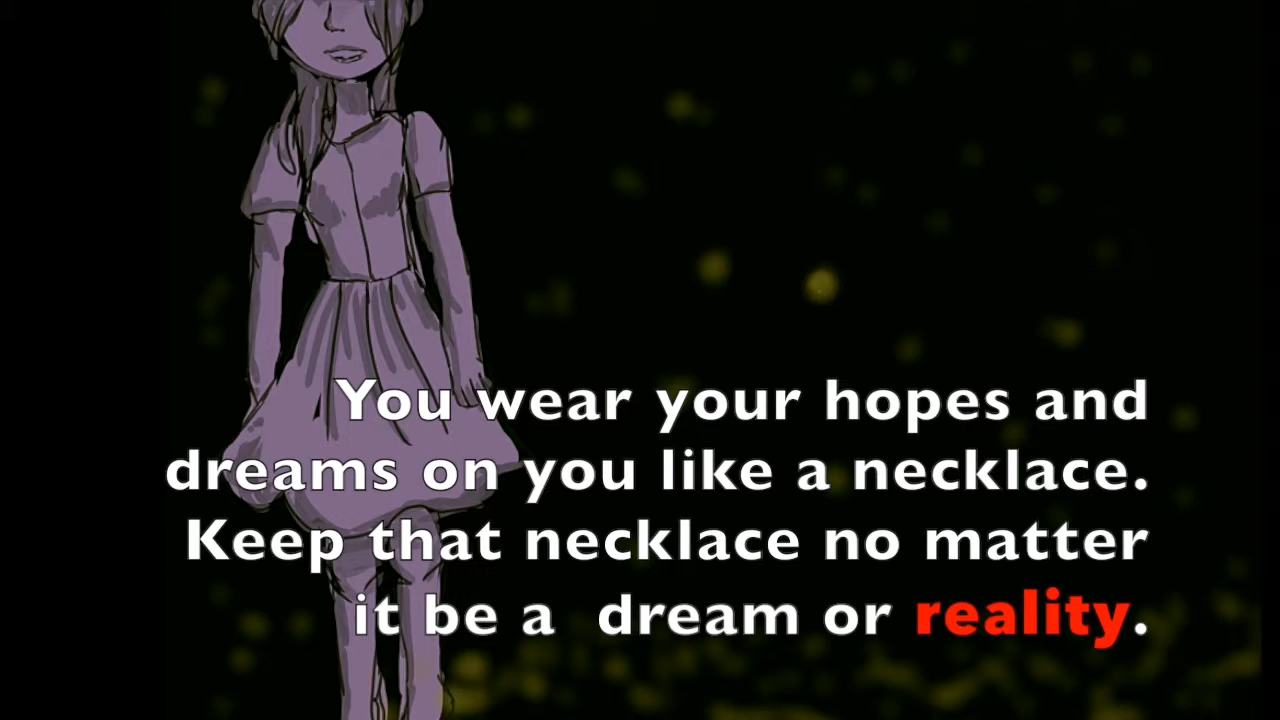 You wear your hopes and
dreams on you like a necklace.
Keep that necklace no matter
it be a  dream or reality.